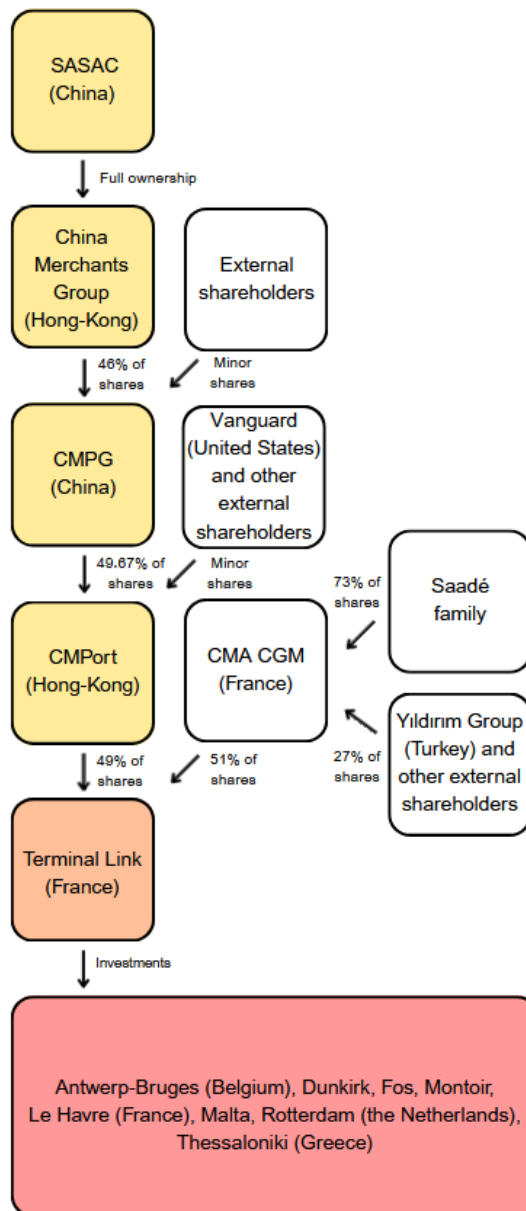 SASAC
(China)
Full ownership
China
Merchants
Group
(Hong-Kong)
External
shareholders
46% of
shares
Minor
shares
CMPG
(China)
Vanguard
(United States)
and other
external
shareholders
49.67% of
shares
Minor
shares
73% of
shares
Saadé
family
CMPort
(Hong-Kong)
CMA CGM
(France)
Yıldırım Group
(Turkey) and
other external
shareholders
49% of
shares
51% of
shares
27% of
shares
Terminal Link
(France)
Investments
Antwerp-Bruges (Belgium), Dunkirk, Fos, Montoir,
Le Havre (France), Malta, Rotterdam (the Netherlands),
Thessaloniki (Greece)